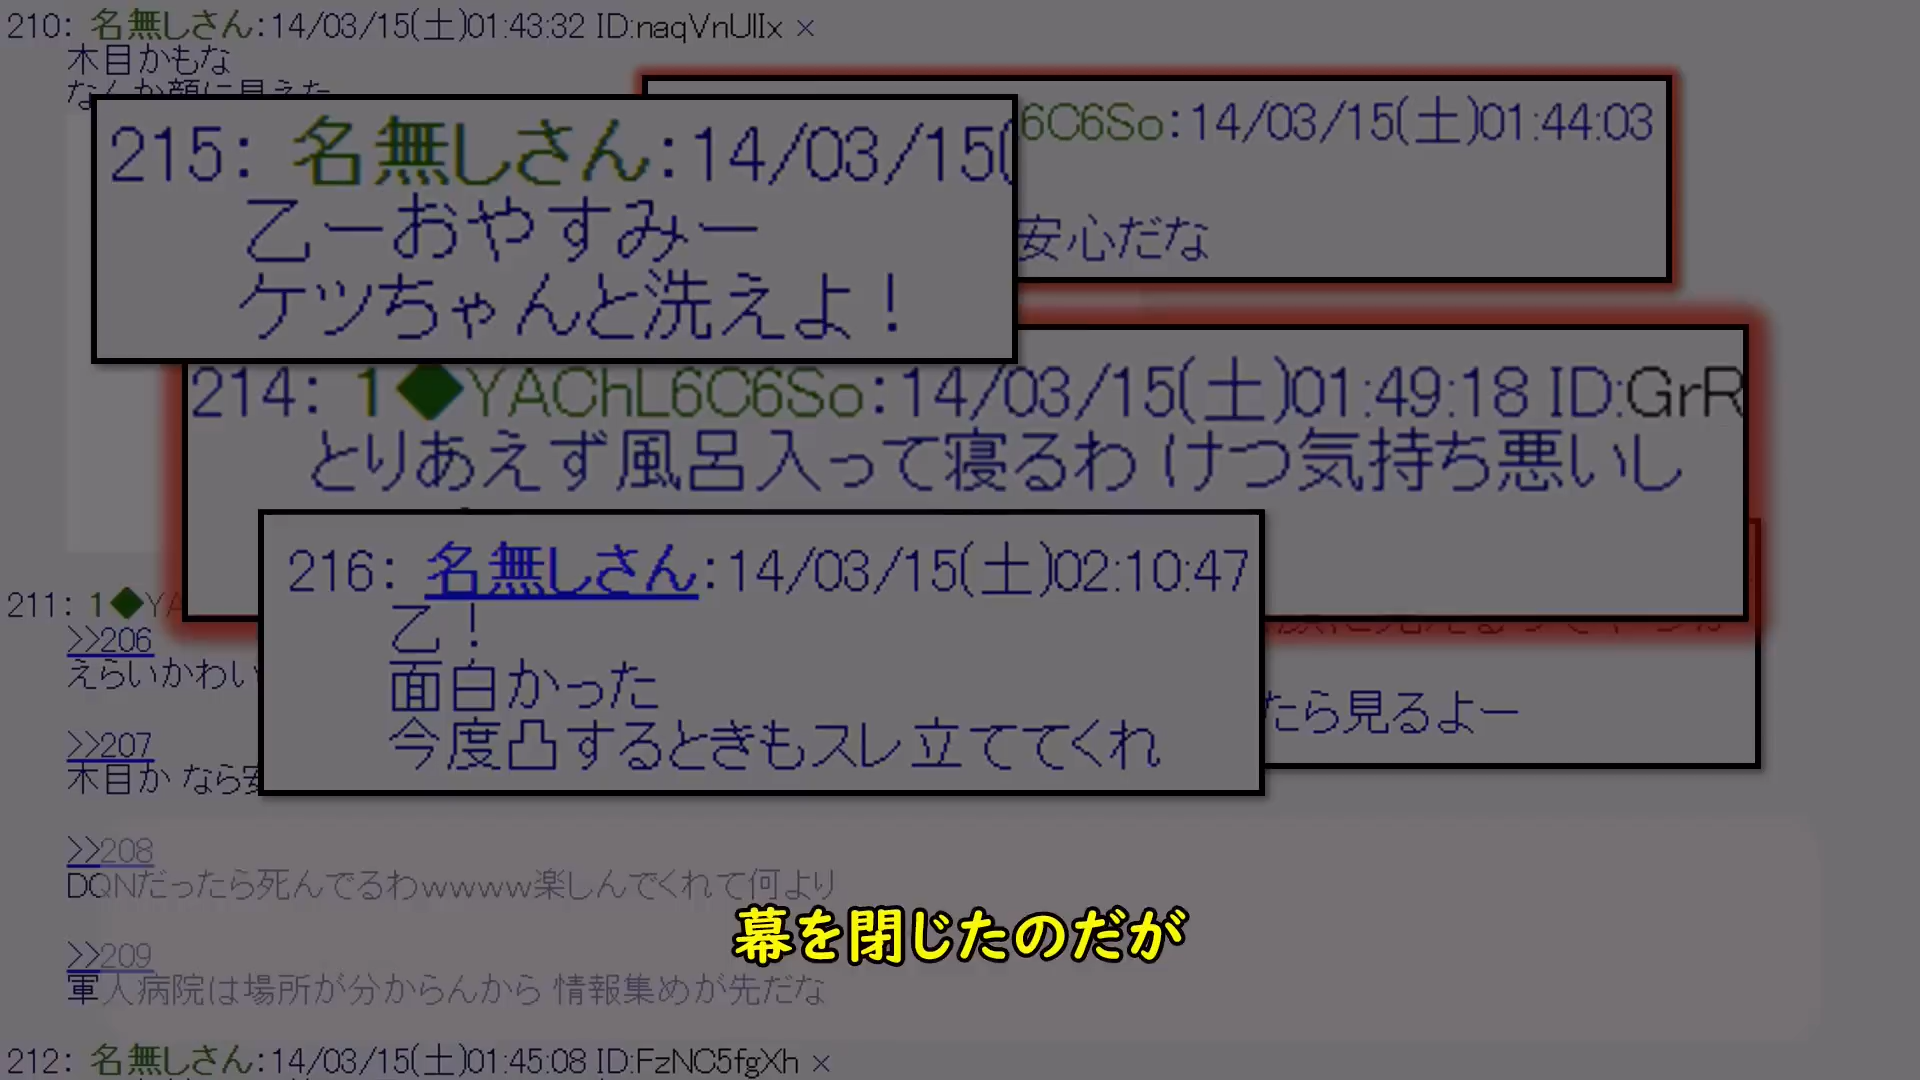 210: 名無しさん:14/03/15(土)01:43:32 ID:naqVnUlIx ×
木目かもな
なんか顔に見えた
6C6So:14/03/15(土)01:44:03
安心だな
215: 名無しさん:14/03/15(
乙ーおやすみー
ケツちゃんと洗えよ！
214: 1◆YAChL6C6So:14/03/15(土)01:49:18 ID:GrR
とりあえず風呂入って寝るわ けつ気持ち悪いし
216: 名無しさん:14/03/15(土)02:10:47
乙！
面白かった
今度凸するときもスレ立ててくれ
たら見るよー
211: 1◆YA
>>206
えらいかわい
>>207
木目か なら安
>>208
DQNだったら死んでるわwwww楽しんでくれて何より
>>209
軍人病院は場所が分からんから 情報集めが先だな
幕を閉じたのだが
212: 名無しさん:14/03/15(土)01:45:08 ID:FzNC5fgXh ×